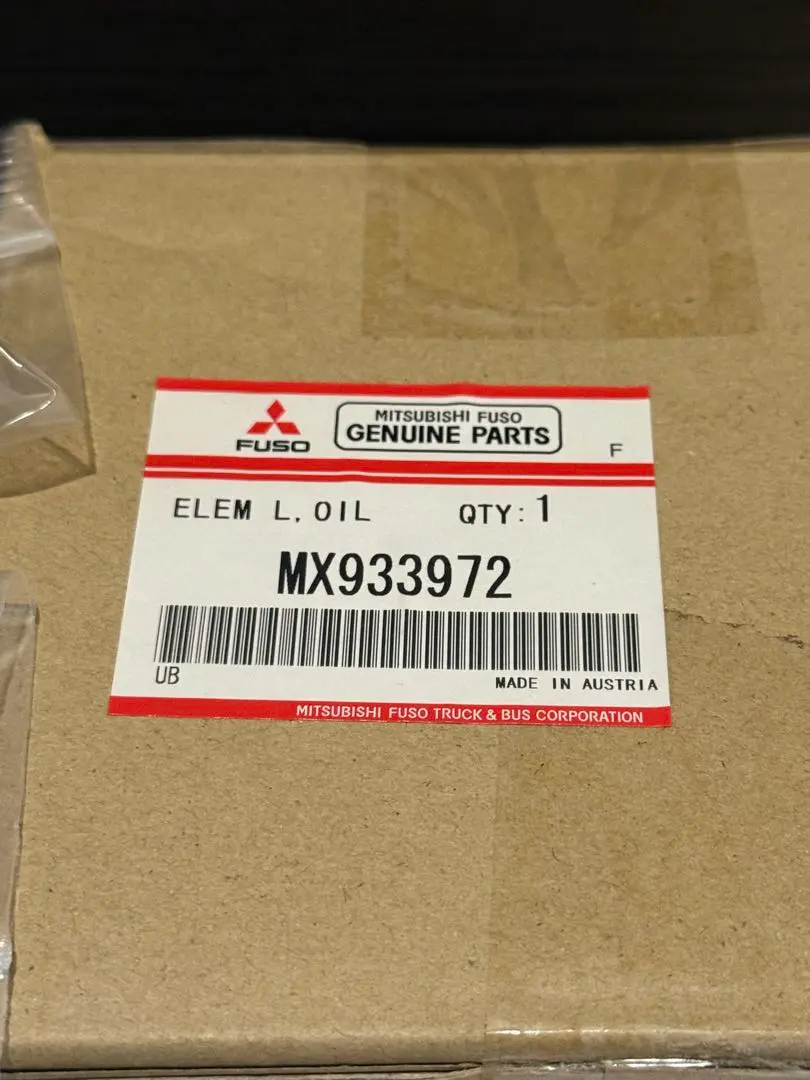 FUSO
MITSUBISHI FUSO
GENUINE PARTS
F
ELEM L, OIL QTY: 1
MX933972
UB
MADE IN AUSTRIA
MITSUBISHI FUSO TRUCK & BUS CORPORATION